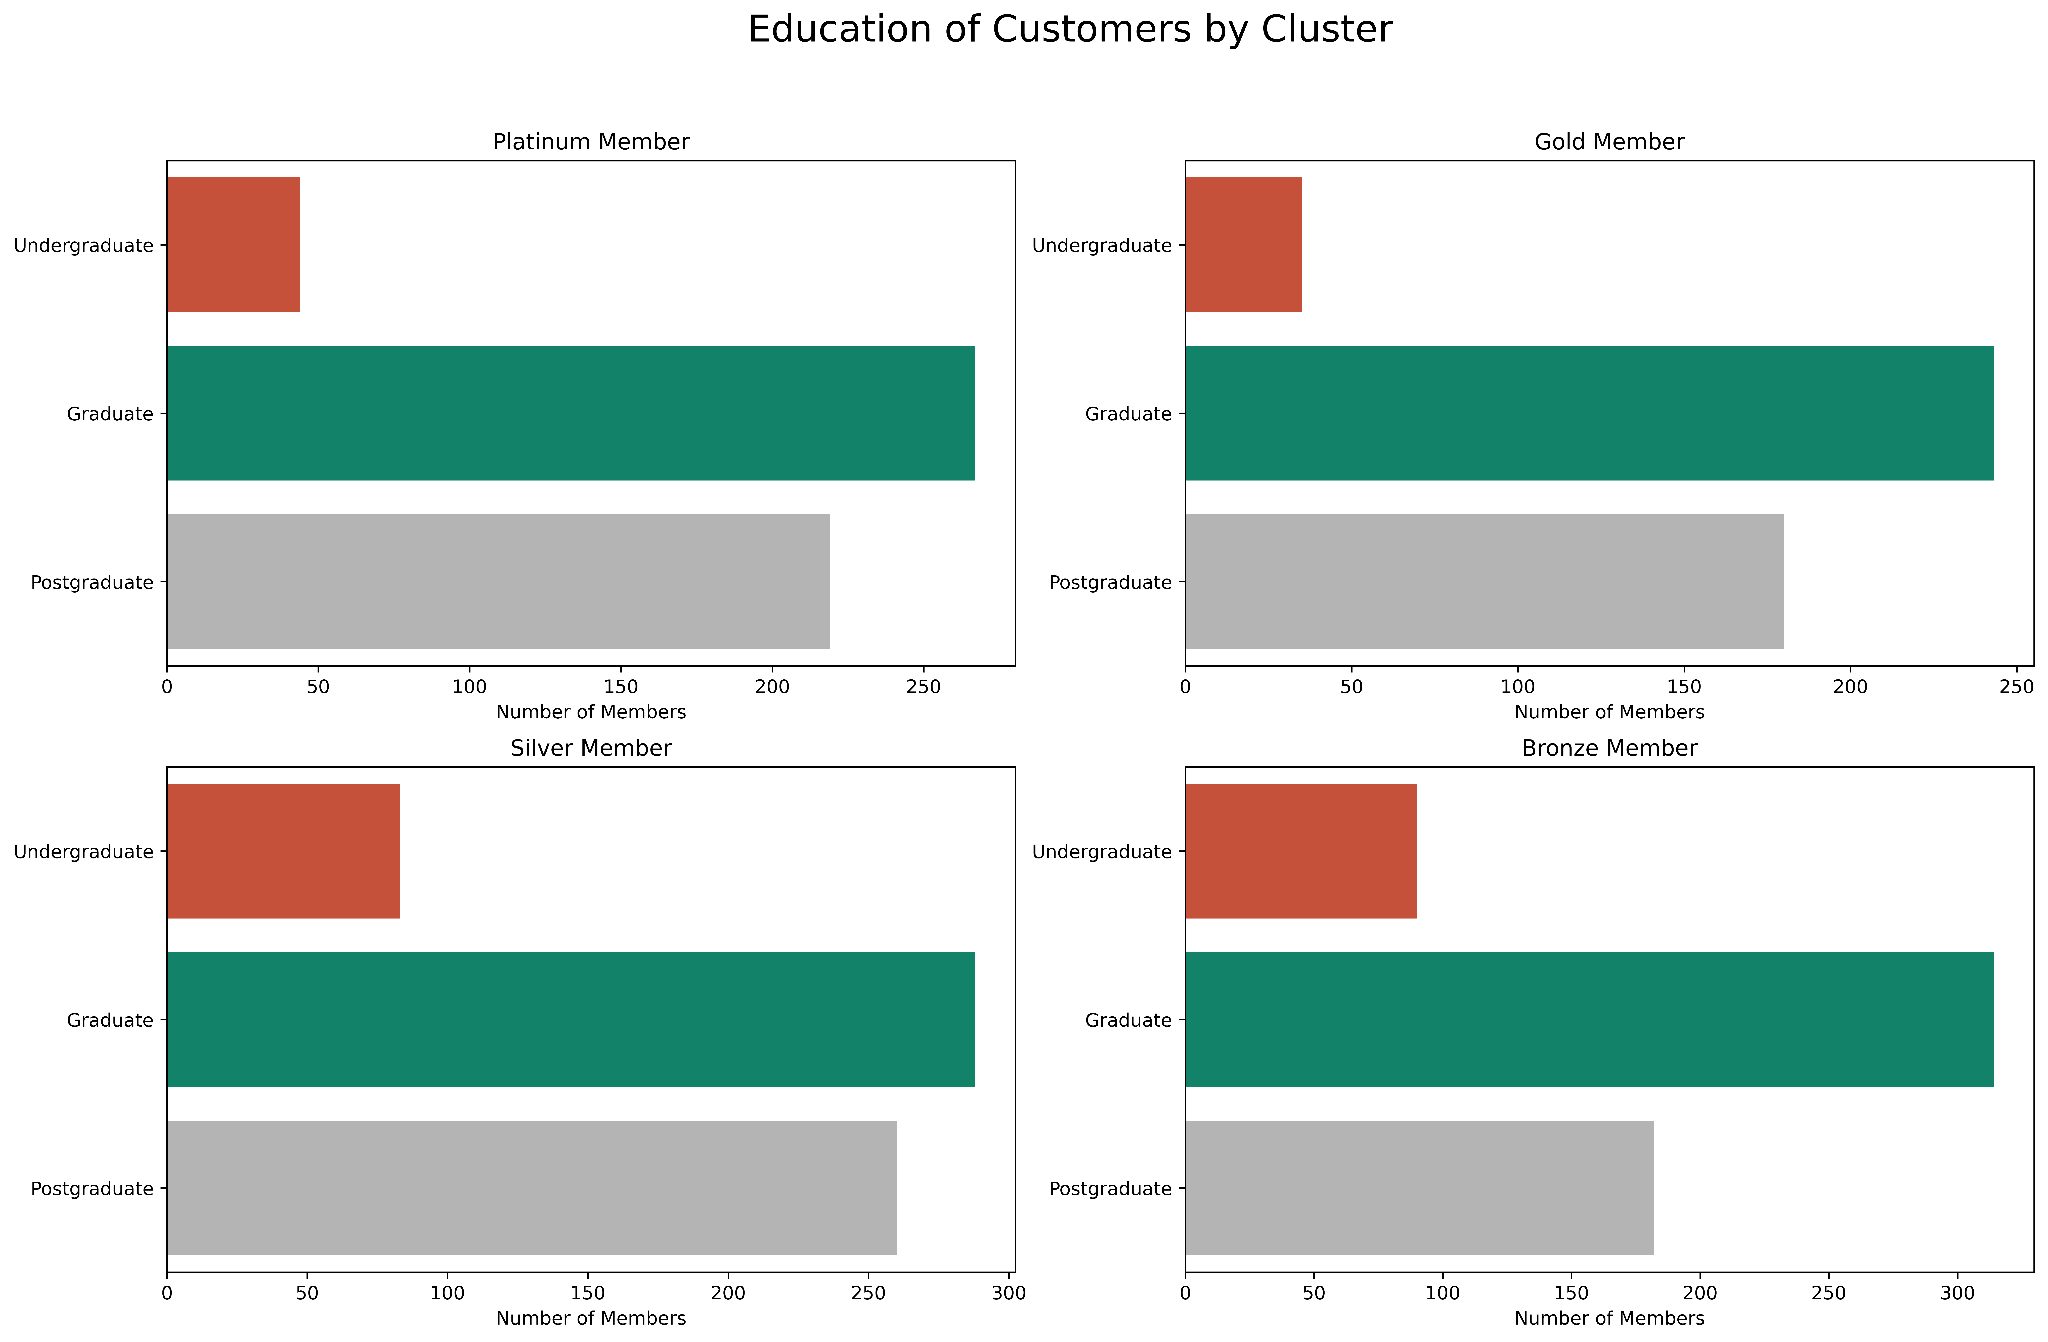 Education of Customers by Cluster
Platinum Member
Undergraduate
Graduate
Postgraduate
0 50 100 150 200 250
Number of Members
Gold Member
Undergraduate
Graduate
Postgraduate
0 50 100 150 200 250
Number of Members
Silver Member
Undergraduate
Graduate
Postgraduate
0 50 100 150 200 250 300
Number of Members
Bronze Member
Undergraduate
Graduate
Postgraduate
0 50 100 150 200 250 300
Number of Members